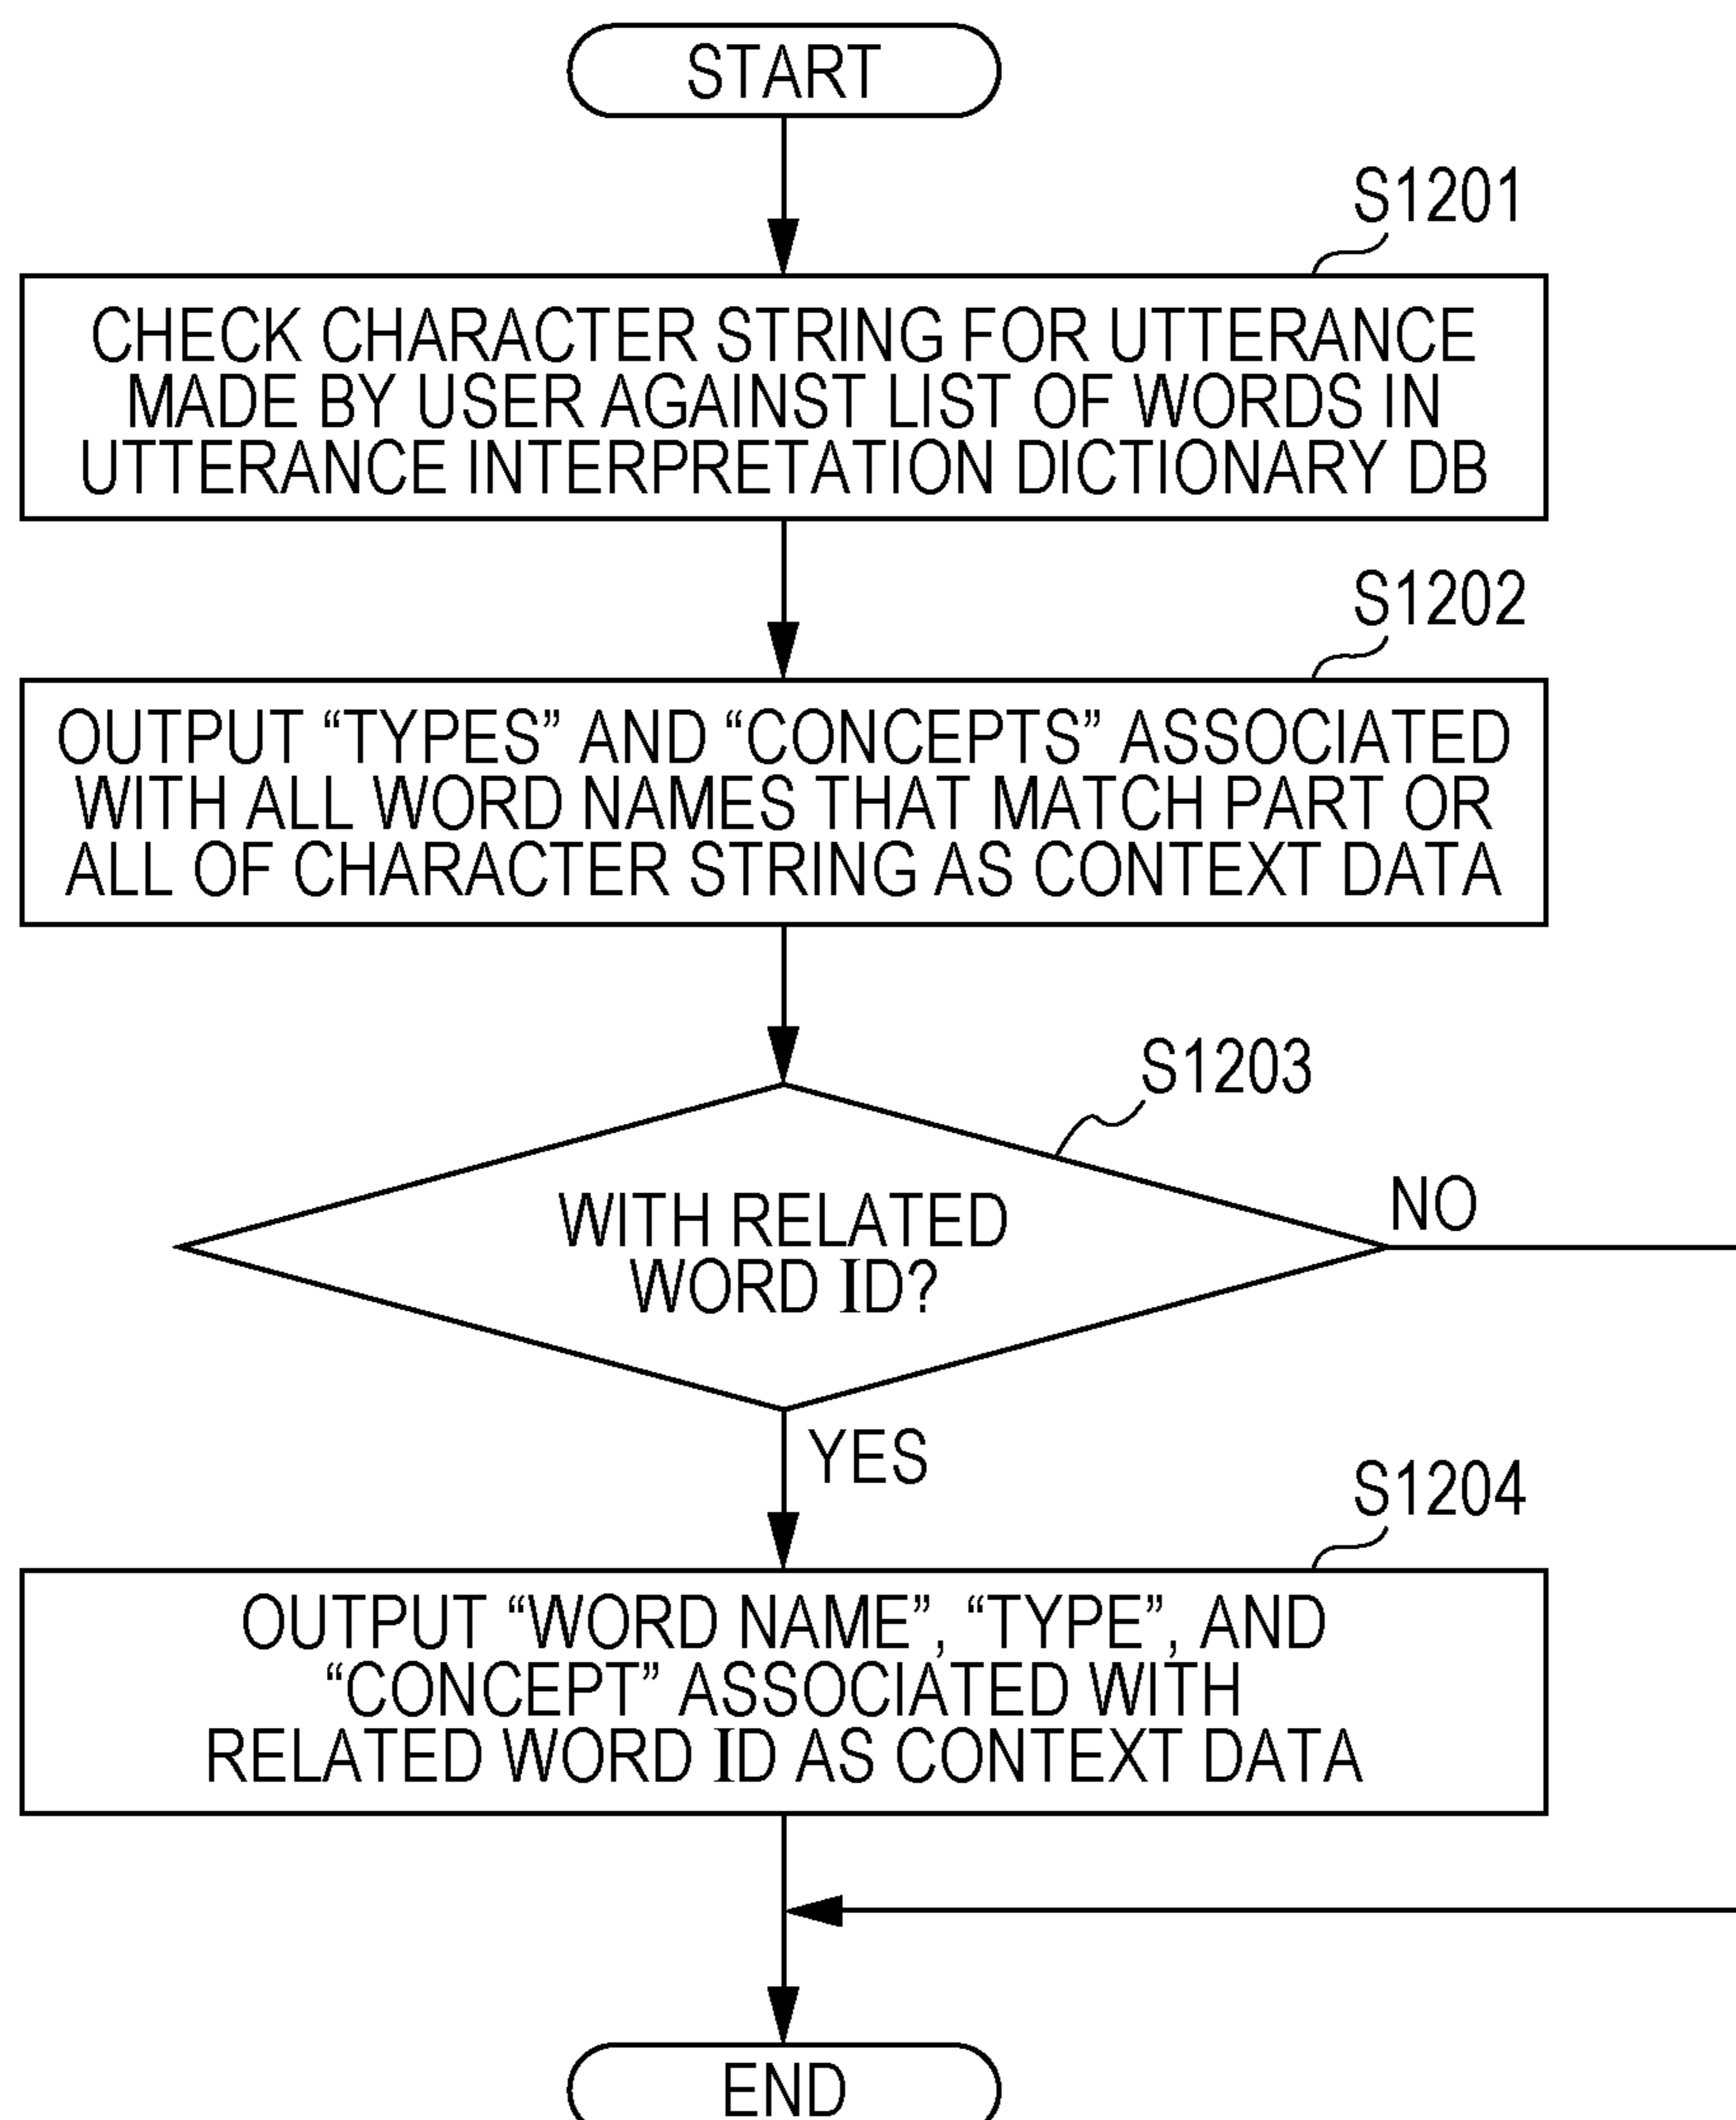 START
S1201
CHECK CHARACTER STRING FOR UTTERANCE
MADE BY USER AGAINST LIST OF WORDS IN
UTTERANCE INTERPRETATION DICTIONARY DB
S1202
OUTPUT “TYPES” AND “CONCEPTS” ASSOCIATED
WITH ALL WORD NAMES THAT MATCH PART OR
ALL OF CHARACTER STRING AS CONTEXT DATA
S1203
WITH RELATED
WORD ID?
NO
YES
S1204
OUTPUT “WORD NAME”, “TYPE”, AND
“CONCEPT” ASSOCIATED WITH
RELATED WORD ID AS CONTEXT DATA
END